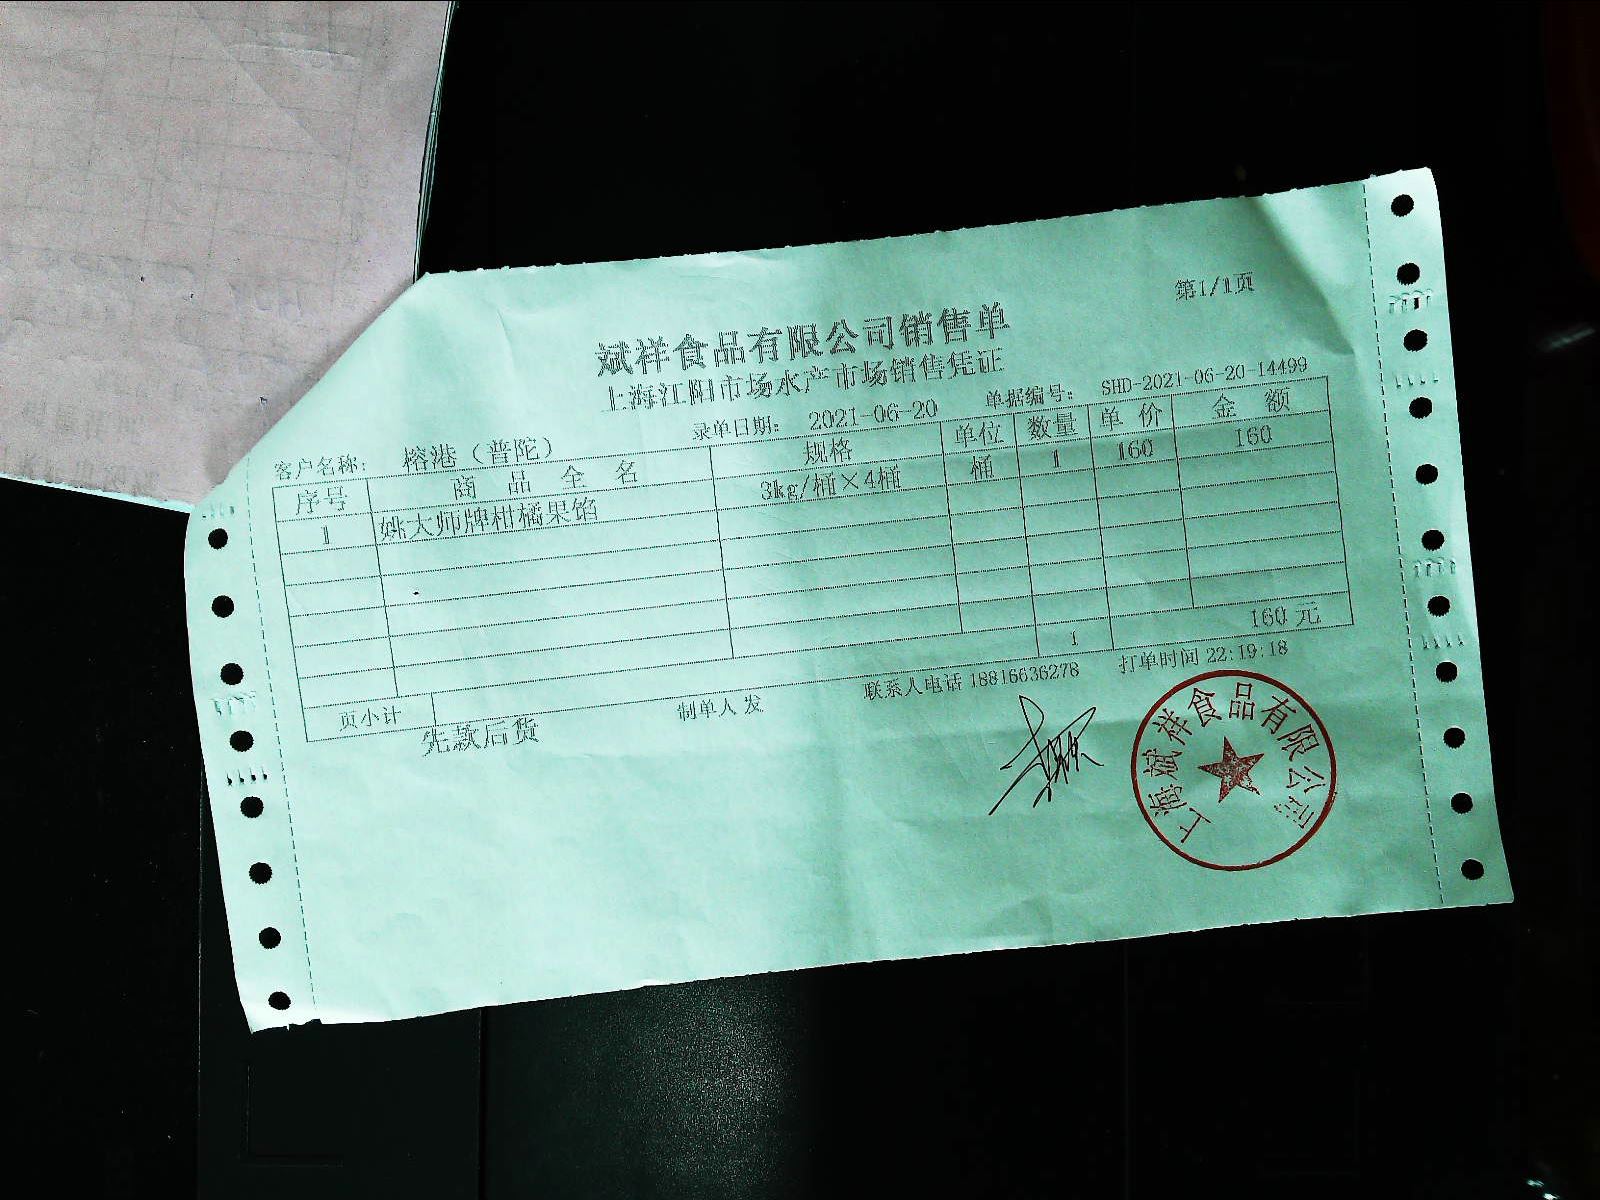 第1/1页
斌祥食品有限公司销售单
上海江阳市场水产市场销售凭证
客户名称： 榕港（普陀） 录单日期： 2021-06-20 单据编号： SHD-2021-06-20-14499
序号 商 品 全 名 规格 单位 数量 单 价 金 额
1 姚大师牌柑橘果馅 3kg/桶×4桶 桶 1 160 160
页小计 1 160 元
先款后货 制单人 发 联系人电话 18816636278 打单时间 22:19:18
上海斌祥食品有限公司